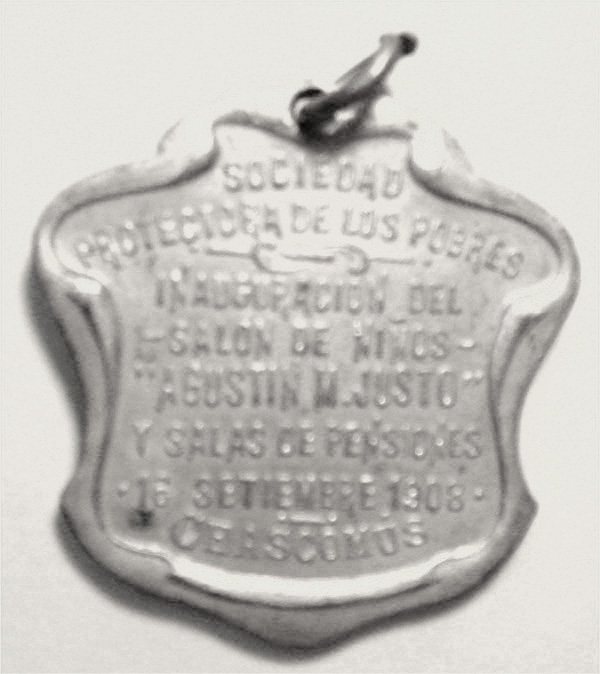 SOCIEDAD
PROTECTORA DE LOS POBRES
INAUGURACION DEL
SALON DE NIÑOS
"AGUSTIN M. JUSTO"
Y SALAS DE PENSIONES
· 16 SETIEMBRE 1908 ·
CHASCOMUS